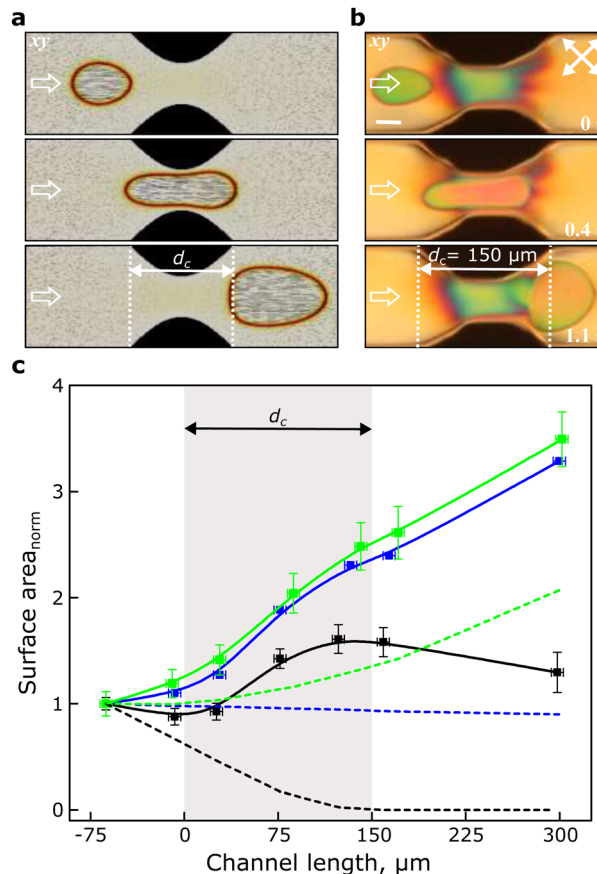 a
b
xy
xy
0
0.4
d_c
d_c= 150 µm
1.1
c
d_c
Surface area_norm
4
3
2
1
0
-75 0 75 150 225 300
Channel length, µm